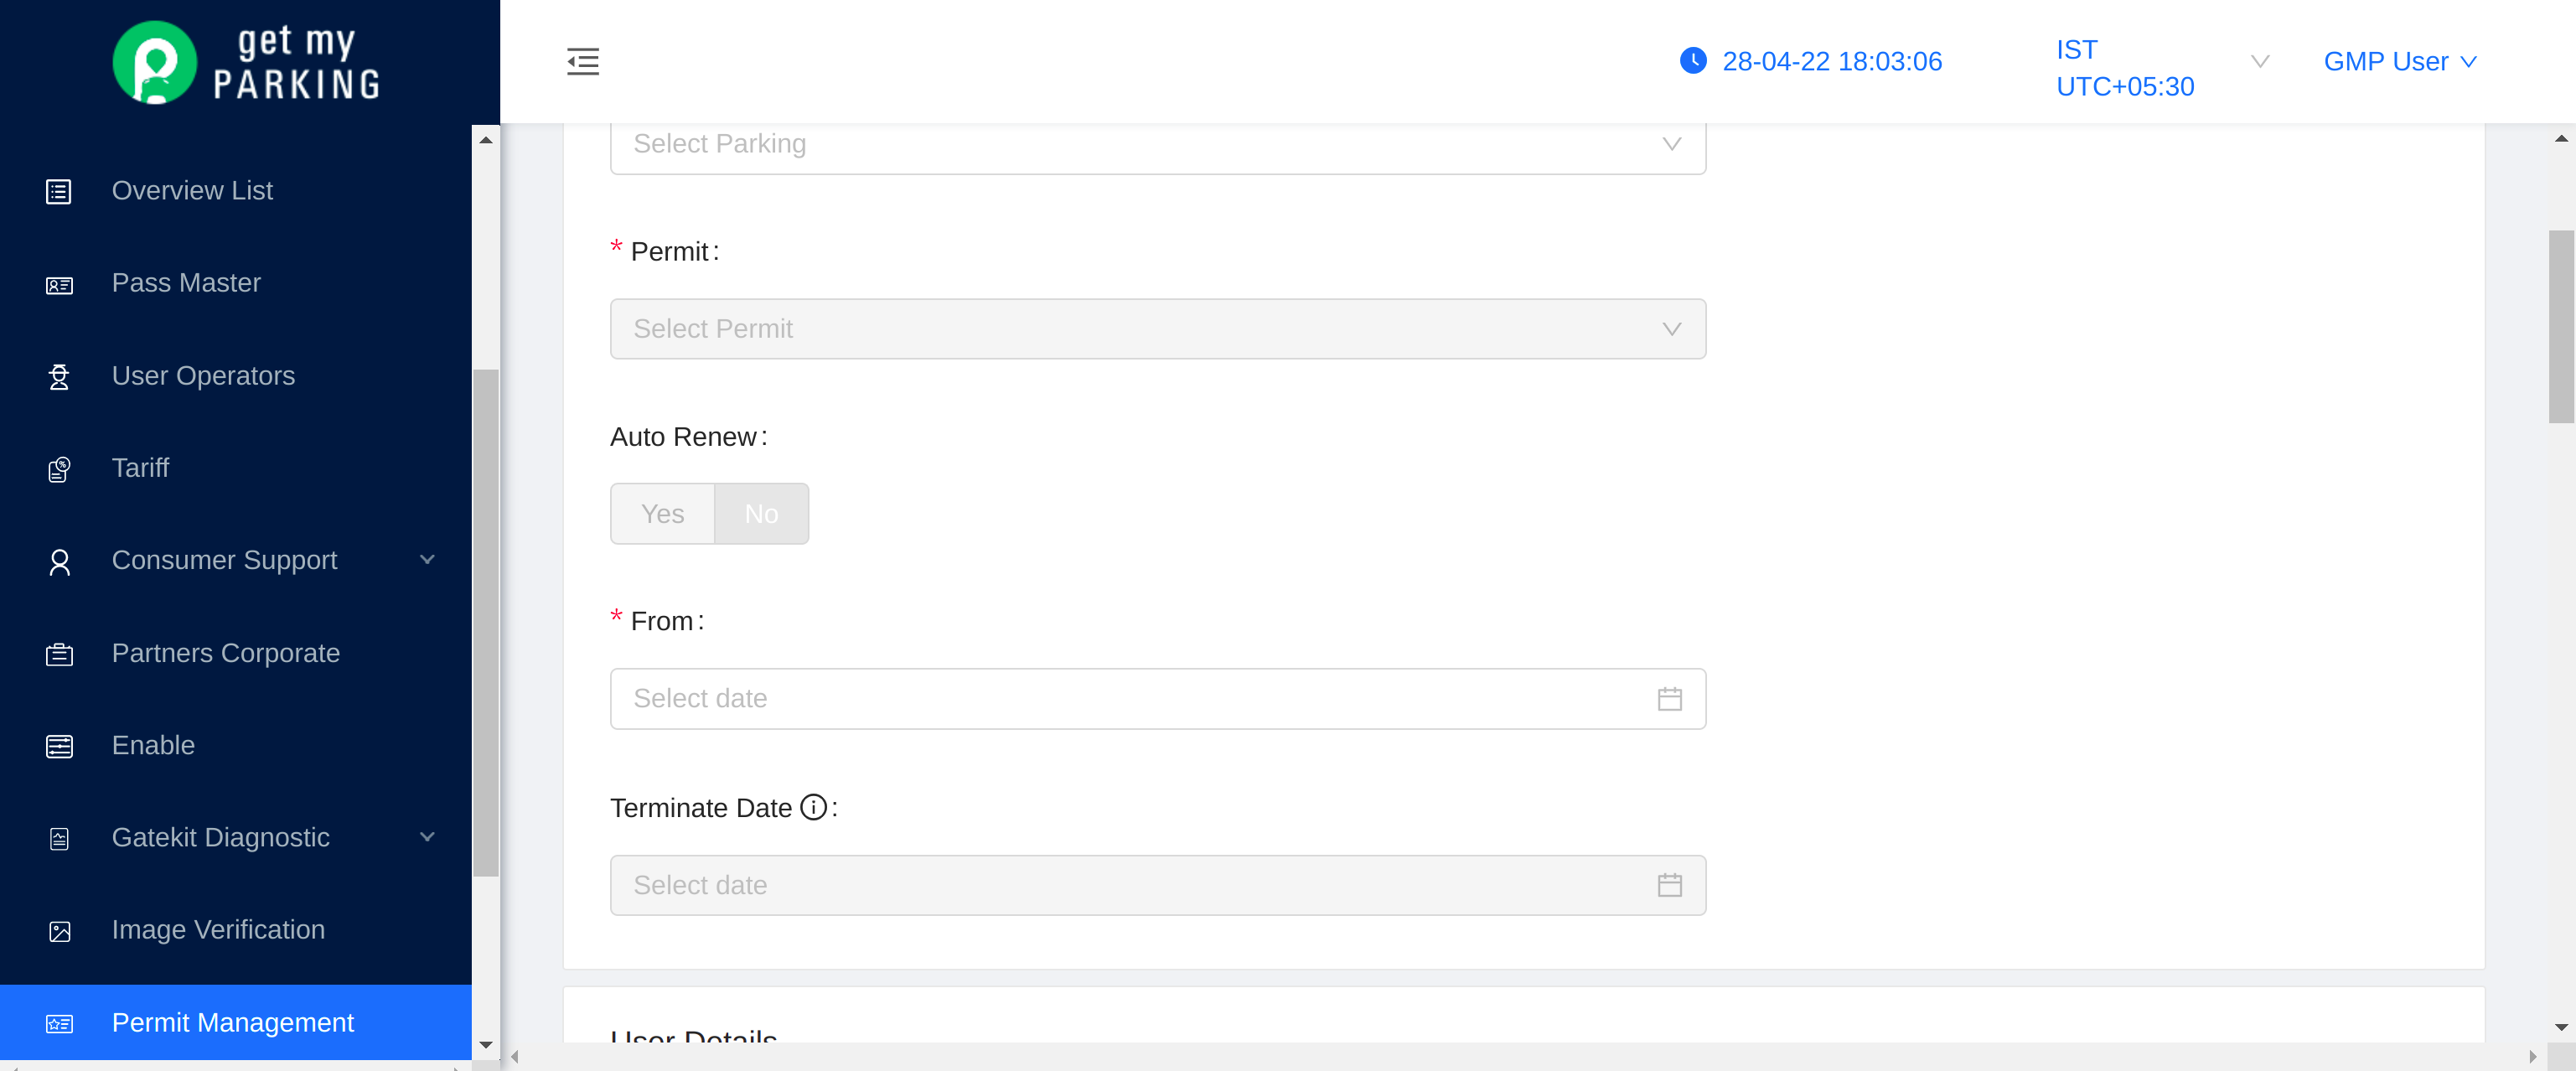 get my
PARKING
28-04-22 18:03:06
IST
UTC+05:30
GMP User
Overview List
Pass Master
User Operators
Tariff
Consumer Support
Partners Corporate
Enable
Gatekit Diagnostic
Image Verification
Permit Management
Select Parking
* Permit:
Select Permit
Auto Renew:
Yes
No
* From:
Select date
Terminate Date :
Select date
User Details